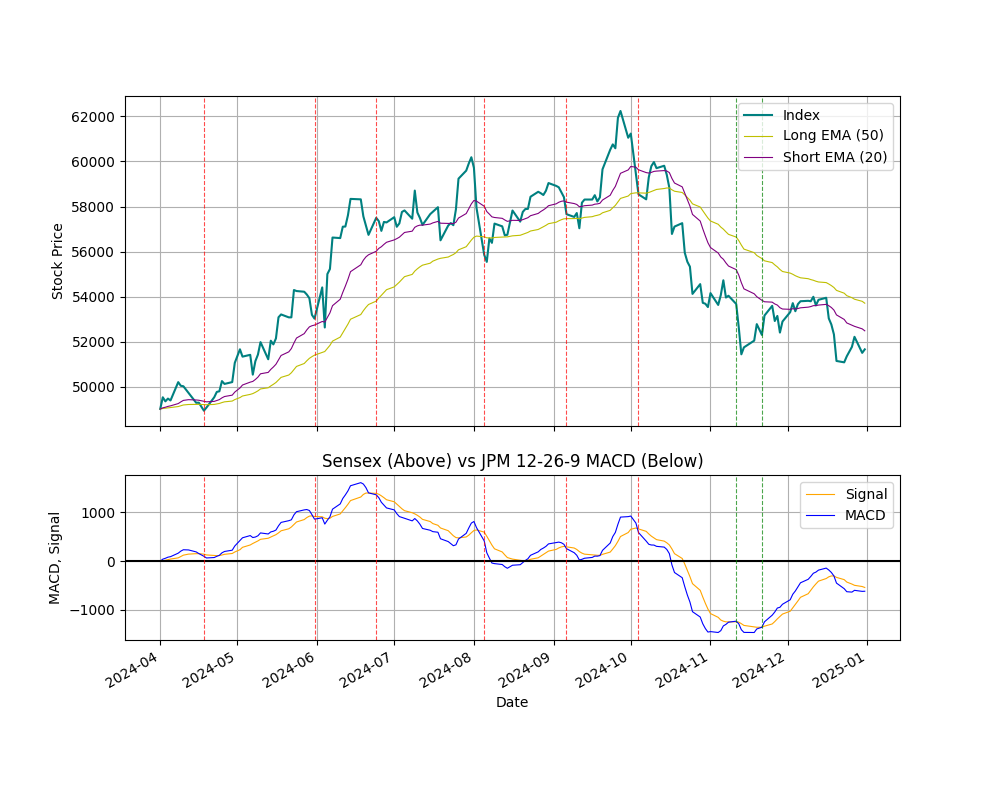 62000
60000
58000
56000
54000
52000
50000
Stock Price
Index
Long EMA (50)
Short EMA (20)
Sensex (Above) vs JPM 12-26-9 MACD (Below)
1000
0
−1000
MACD, Signal
Signal
MACD
2024-04
2024-05
2024-06
2024-07
2024-08
2024-09
2024-10
2024-11
2024-12
2025-01
Date